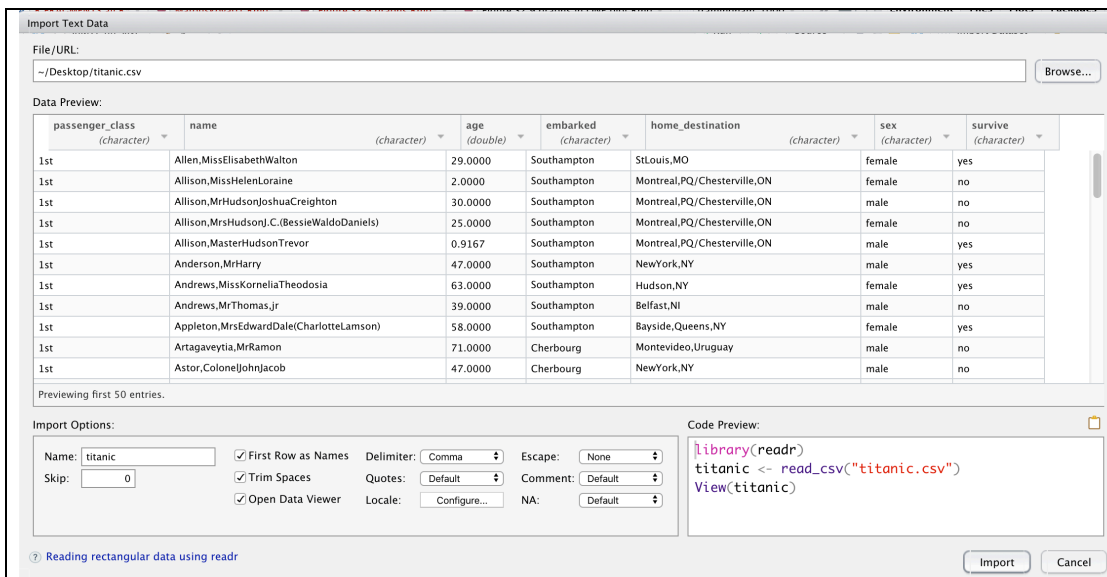 Import Text Data
File/URL:
~/Desktop/titanic.csv Browse...
Data Preview:
passenger_class name age embarked home_destination sex survive
(character) (character) (double) (character) (character) (character) (character)
1st Allen,MissElisabethWalton 29.0000 Southampton StLouis,MO female yes
1st Allison,MissHelenLoraine 2.0000 Southampton Montreal,PQ/Chesterville,ON female no
1st Allison,MrHudsonJoshuaCreighton 30.0000 Southampton Montreal,PQ/Chesterville,ON male no
1st Allison,MrsHudsonJ.C.(BessieWaldoDaniels) 25.0000 Southampton Montreal,PQ/Chesterville,ON female no
1st Allison,MasterHudsonTrevor 0.9167 Southampton Montreal,PQ/Chesterville,ON male yes
1st Anderson,MrHarry 47.0000 Southampton NewYork,NY male yes
1st Andrews,MissKorneliaTheodosia 63.0000 Southampton Hudson,NY female yes
1st Andrews,MrThomas,jr 39.0000 Southampton Belfast,NI male no
1st Appleton,MrsEdwardDale(CharlotteLamson) 58.0000 Southampton Bayside,Queens,NY female yes
1st Artagaveytia,MrRamon 71.0000 Cherbourg Montevideo,Uruguay male no
1st Astor,ColonelJohnJacob 47.0000 Cherbourg NewYork,NY male no
Previewing first 50 entries.
Import Options: Code Preview:
Name: titanic First Row as Names Delimiter: Comma Escape: None
Skip: 0 Trim Spaces Quotes: Default Comment: Default
Open Data Viewer Locale: Configure... NA: Default
library(readr)
titanic <- read_csv("titanic.csv")
View(titanic)
? Reading rectangular data using readr Import Cancel